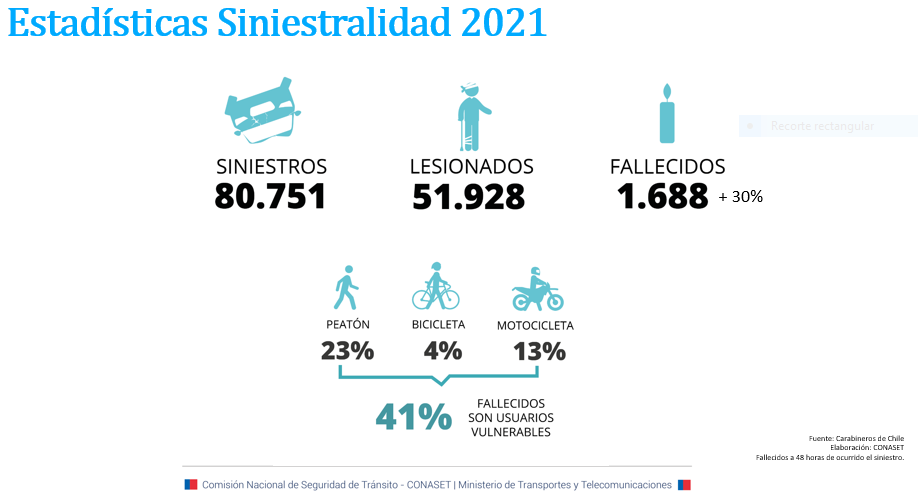 Estadísticas Siniestralidad 2021
Recorte rectangular
SINIESTROS
80.751
LESIONADOS
51.928
FALLECIDOS
1.688 + 30%
PEATÓN
23%
BICICLETA
4%
MOTOCICLETA
13%
41%
FALLECIDOS
SON USUARIOS
VULNERABLES
Fuente: Carabineros de Chile
Elaboración: CONASET
Fallecidos a 48 horas de ocurrido el siniestro.
Comisión Nacional de Seguridad de Tránsito - CONASET | Ministerio de Transportes y Telecomunicaciones